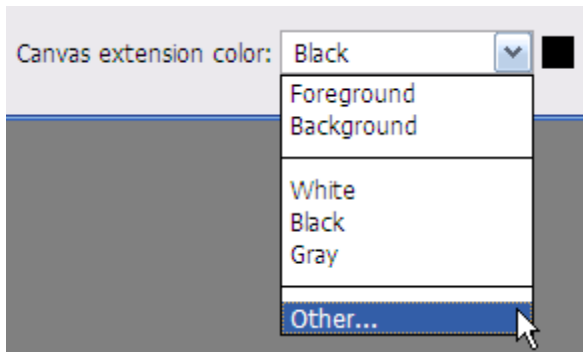 Canvas extension color: Black
Foreground
Background
White
Black
Gray
Other...